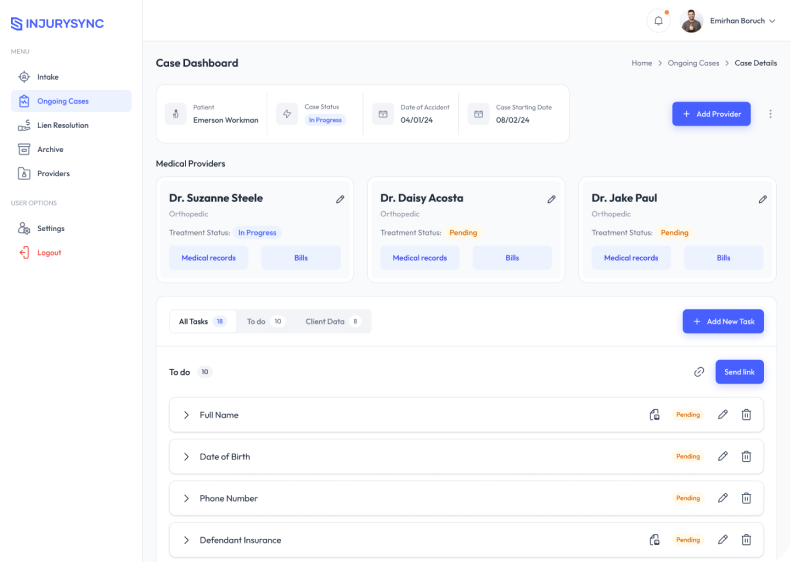 INJURYSYNC
Emirhan Boruch
MENU
Intake
Ongoing Cases
Lien Resolution
Archive
Providers
USER OPTIONS
Settings
Logout
Case Dashboard
Home > Ongoing Cases > Case Details
Patient
Emerson Workman
Case Status
In Progress
Date of Accident
04/01/24
Case Starting Date
08/02/24
+ Add Provider
Medical Providers
Dr. Suzanne Steele
Orthopedic
Treatment Status: In Progress
Medical records Bills
Dr. Daisy Acosta
Orthopedic
Treatment Status: Pending
Medical records Bills
Dr. Jake Paul
Orthopedic
Treatment Status: Pending
Medical records Bills
All Tasks 18 To do 10 Client Data 8
+ Add New Task
To do 10
Send link
Full Name Pending
Date of Birth Pending
Phone Number Pending
Defendant Insurance Pending